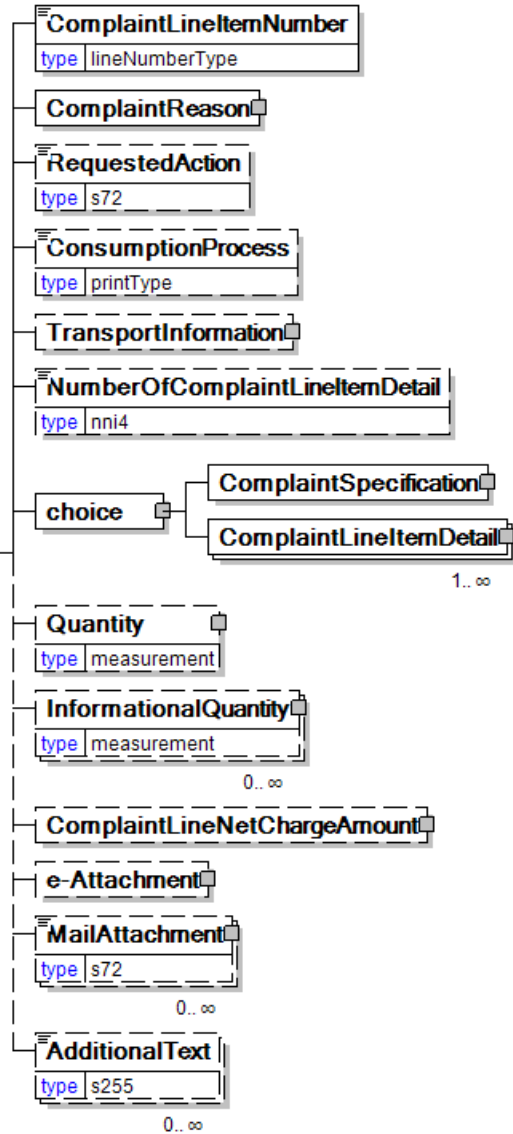 ComplaintLineItemNumber
type lineNumberType
ComplaintReason
RequestedAction
type s72
ConsumptionProcess
type printType
TransportInformation
NumberOfComplaintLineItemDetail
type nni4
choice
ComplaintSpecification
ComplaintLineItemDetail
1.. ∞
Quantity
type measurement
InformationalQuantity
type measurement
0.. ∞
ComplaintLineNetChargeAmount
e-Attachment
MailAttachment
type s72
0.. ∞
AdditionalText
type s255
0.. ∞